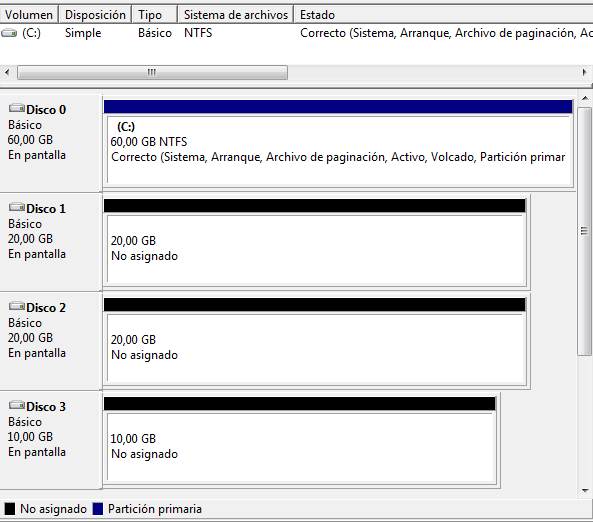 Volumen Disposición Tipo Sistema de archivos Estado
(C:) Simple Básico NTFS Correcto (Sistema, Arranque, Archivo de paginación, Ac
Disco 0
Básico
60,00 GB
En pantalla
(C:)
60,00 GB NTFS
Correcto (Sistema, Arranque, Archivo de paginación, Activo, Volcado, Partición primar
Disco 1
Básico
20,00 GB
En pantalla
20,00 GB
No asignado
Disco 2
Básico
20,00 GB
En pantalla
20,00 GB
No asignado
Disco 3
Básico
10,00 GB
En pantalla
10,00 GB
No asignado
No asignado Partición primaria